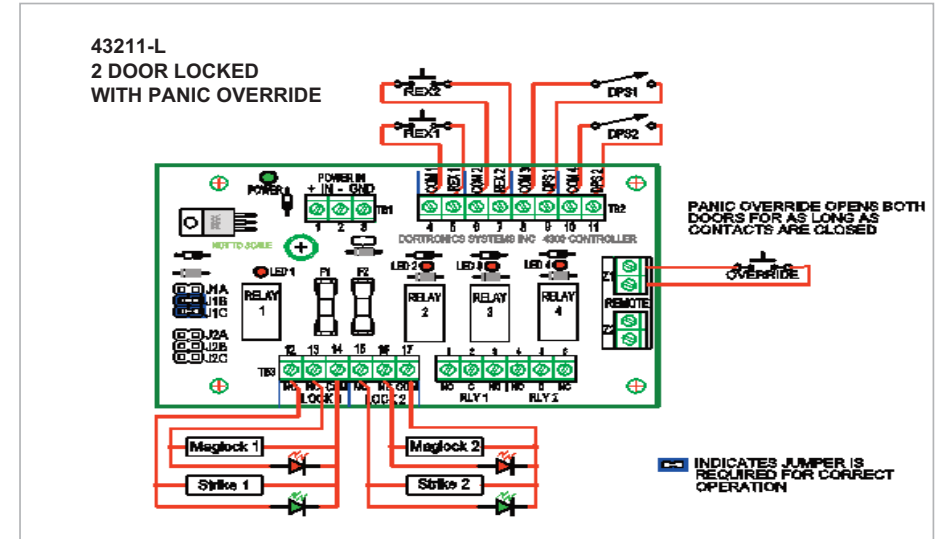 43211-L
2 DOOR LOCKED
WITH PANIC OVERRIDE
REX2
DPS1
REX1
DPS2
COM 1
REX 1
COM 2
REX 2
COM 3
DPS 1
COM 4
DPS 2
POWER IN
+ IN - GND
POWER
TB1
TB2
1 2 3
4 5 6 7 8 9 10 11
DORTRONICS SYSTEMS INC 4300 CONTROLLER
PANIC OVERRIDE OPENS BOTH
DOORS FOR AS LONG AS
CONTACTS ARE CLOSED
OVERRIDE
NOT TO SCALE
LED 1
F1 F2
LED 2
LED 3
LED 4
J1A
J1B
J1C
J2A
J2B
J2C
RELAY
1
RELAY
2
RELAY
3
RELAY
4
Z1
REMOTE
Z2
12 13 14 15 16 17
TB3
COM
COM
LOCK
LOCK 2
RLY 1
RLY 2
Maglock 1
Maglock 2
Strike 1
Strike 2
INDICATES JUMPER IS
REQUIRED FOR CORRECT
OPERATION